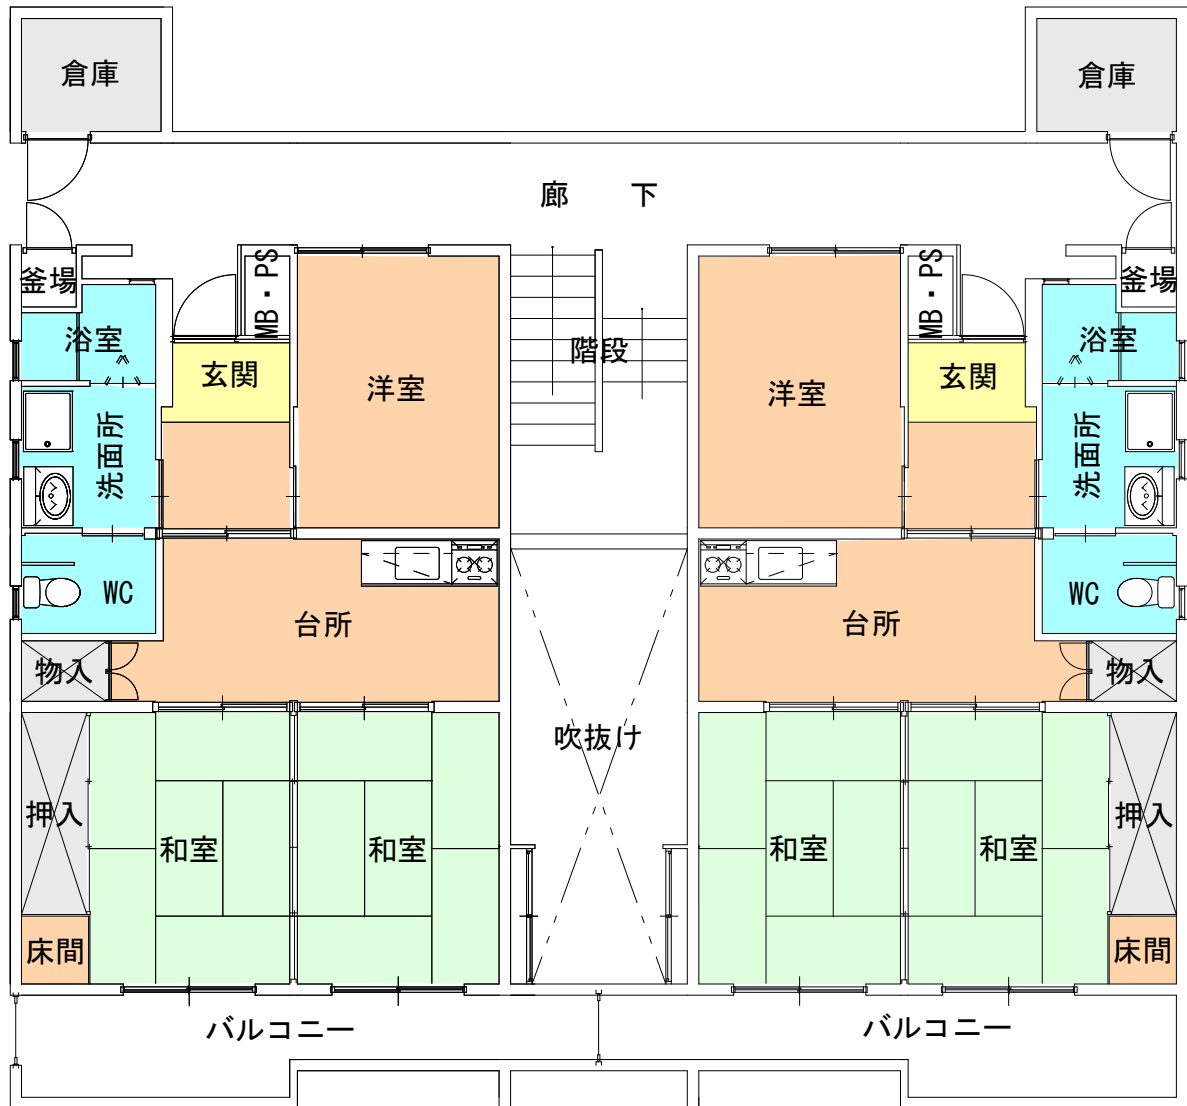 倉庫
倉庫
廊　下
釜場
MB・PS
MB・PS
釜場
浴室
階段
浴室
玄関
洋室
洋室
玄関
洗面所
洗面所
WC
台所
台所
WC
物入
物入
吹抜け
押入
和室
和室
和室
和室
押入
床間
床間
バルコニー
バルコニー